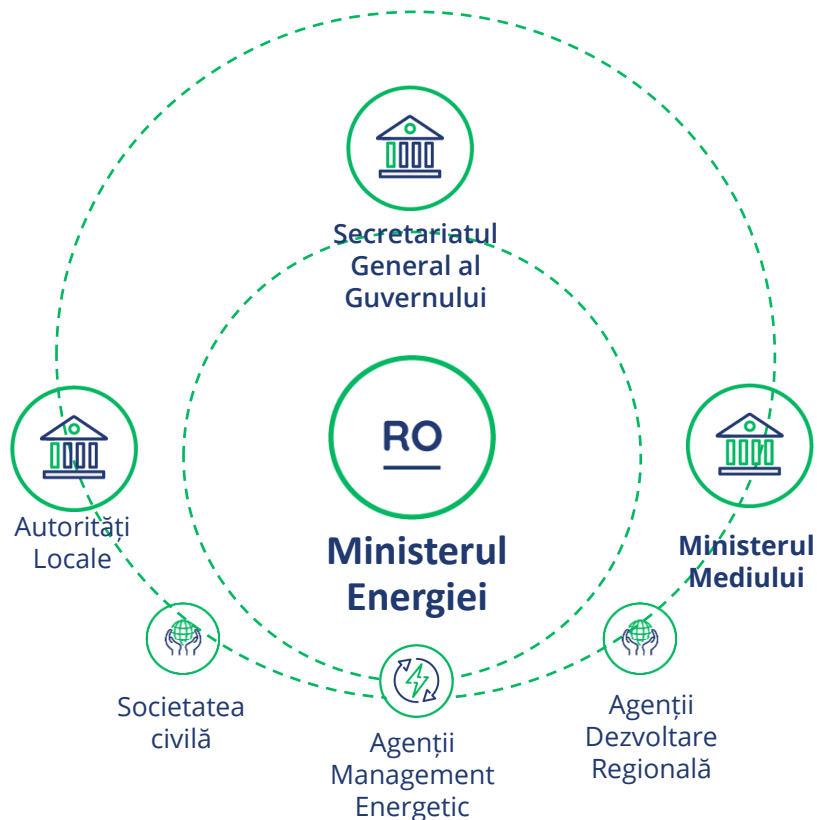 Secretariatul
General al
Guvernului
RO
Ministerul
Energiei
Autorități
Locale
Ministerul
Mediului
Societatea
civilă
Agenții
Management
Energetic
Agenții
Dezvoltare
Regională